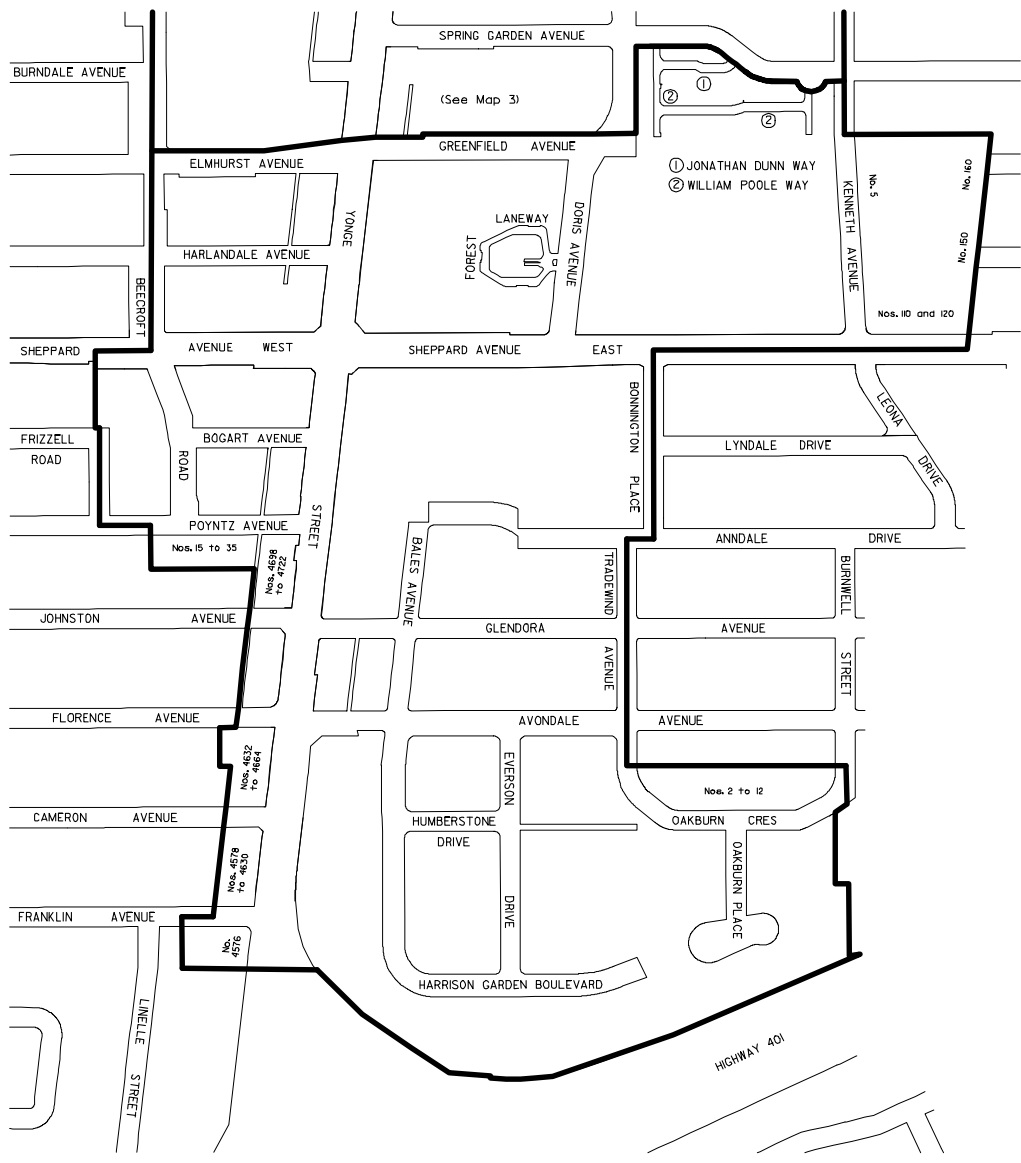 SPRING GARDEN AVENUE
BURNDALE AVENUE
(See Map 3)
1
2
2
GREENFIELD AVENUE
ELMHURST AVENUE
1 JONATHAN DUNN WAY
2 WILLIAM POOLE WAY
No. 5
No. 160
No. 150
KENNETH AVENUE
YONGE
DORIS AVENUE
LANEWAY
FOREST
HARLANDALE AVENUE
BEECROFT
Nos. 110 and 120
SHEPPARD AVENUE WEST
SHEPPARD AVENUE EAST
BONNINGTON PLACE
LEONA DRIVE
FRIZZELL
ROAD
BOGART AVENUE
ROAD
LYNDALE DRIVE
STREET
POYNTZ AVENUE
Nos. 15 to 35
Nos. 4698
to 4722
BALES AVENUE
ANNDALE DRIVE
TRADEWIND AVENUE
BURNWELL STREET
JOHNSTON AVENUE
GLENDORA AVENUE
FLORENCE AVENUE
AVONDALE AVENUE
Nos. 4632
to 4664
EVERSON DRIVE
Nos. 2 to 12
CAMERON AVENUE
HUMBERSTONE
DRIVE
OAKBURN CRES
OAKBURN PLACE
Nos. 4578
to 4630
FRANKLIN AVENUE
No.
4576
HARRISON GARDEN BOULEVARD
LINELLE STREET
HIGHWAY 401